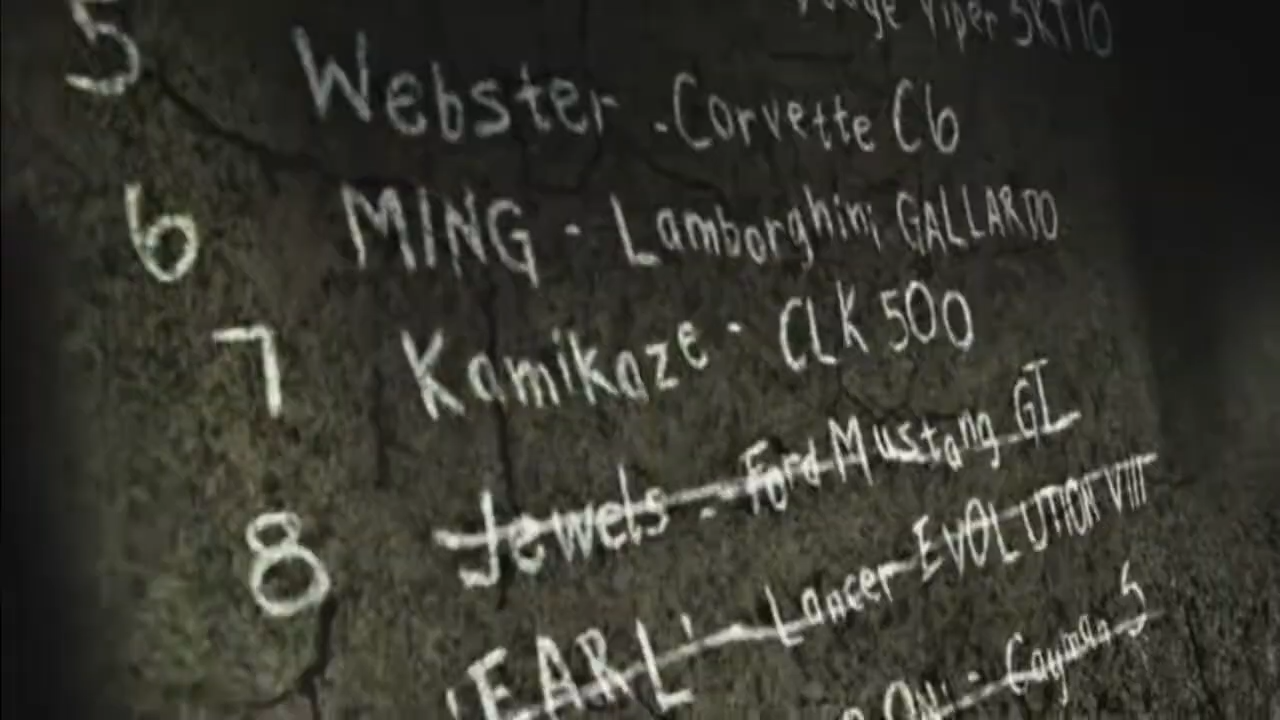 Viper SRT10
5 Webster - Corvette C6
6 MING - Lamborghini GALLARDO
7 Kamikaze - CLK 500
8 Jewels - Ford Mustang GT
'EARL' - Lancer EVOLUTION VIII
Cayman S